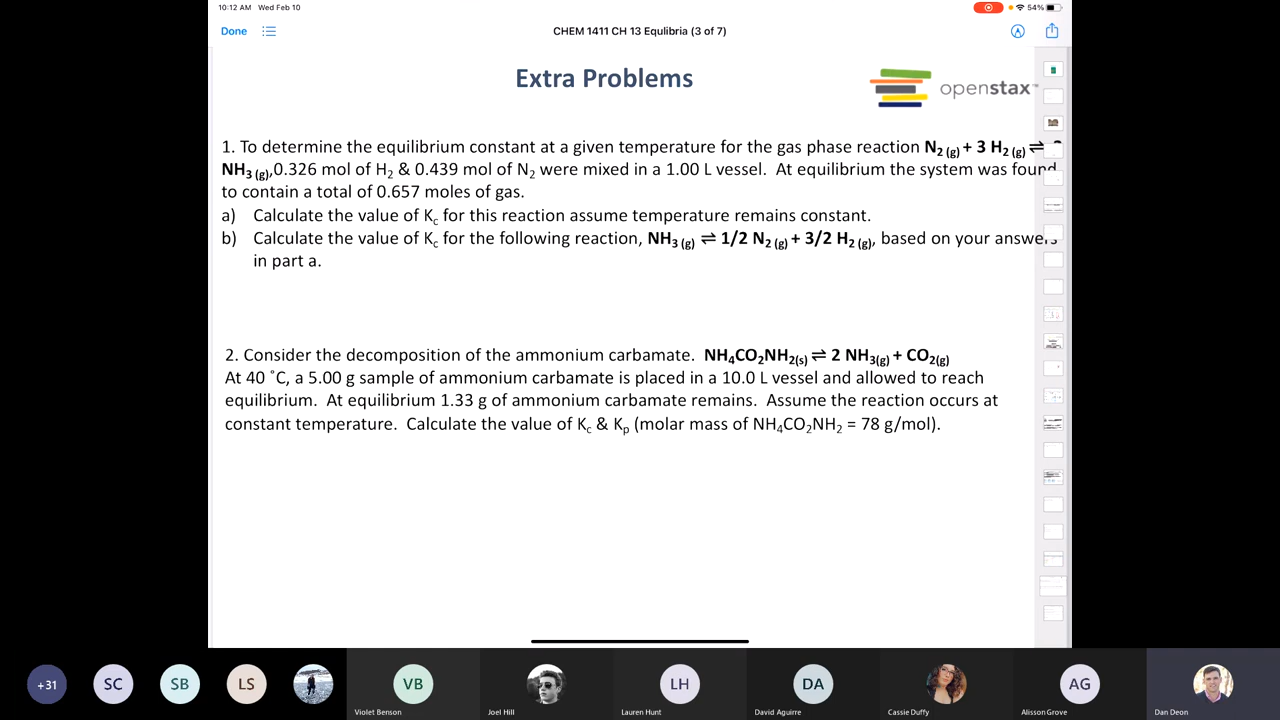 10:12 AM Wed Feb 10
54%
Done
CHEM 1411 CH 13 Equlibria (3 of 7)
Extra Problems
openstax™
1. To determine the equilibrium constant at a given temperature for the gas phase reaction N₂ (g) + 3 H₂ (g) ⇌
NH₃ (g),0.326 mol of H₂ & 0.439 mol of N₂ were mixed in a 1.00 L vessel. At equilibrium the system was found
to contain a total of 0.657 moles of gas.
a) Calculate the value of K꜀ for this reaction assume temperature remains constant.
b) Calculate the value of K꜀ for the following reaction, NH₃ (g) ⇌ 1/2 N₂ (g) + 3/2 H₂ (g), based on your answers
in part a.
2. Consider the decomposition of the ammonium carbamate. NH₄CO₂NH₂(s) ⇌ 2 NH₃(g) + CO₂(g)
At 40 ˚C, a 5.00 g sample of ammonium carbamate is placed in a 10.0 L vessel and allowed to reach
equilibrium. At equilibrium 1.33 g of ammonium carbamate remains. Assume the reaction occurs at
constant temperature. Calculate the value of K꜀ & Kₚ (molar mass of NH₄CO₂NH₂ = 78 g/mol).
+31
SC
SB
LS
VB
LH
DA
AG
Violet Benson
Joel Hill
Lauren Hunt
David Aguirre
Cassie Duffy
Alisson Grove
Dan Deon